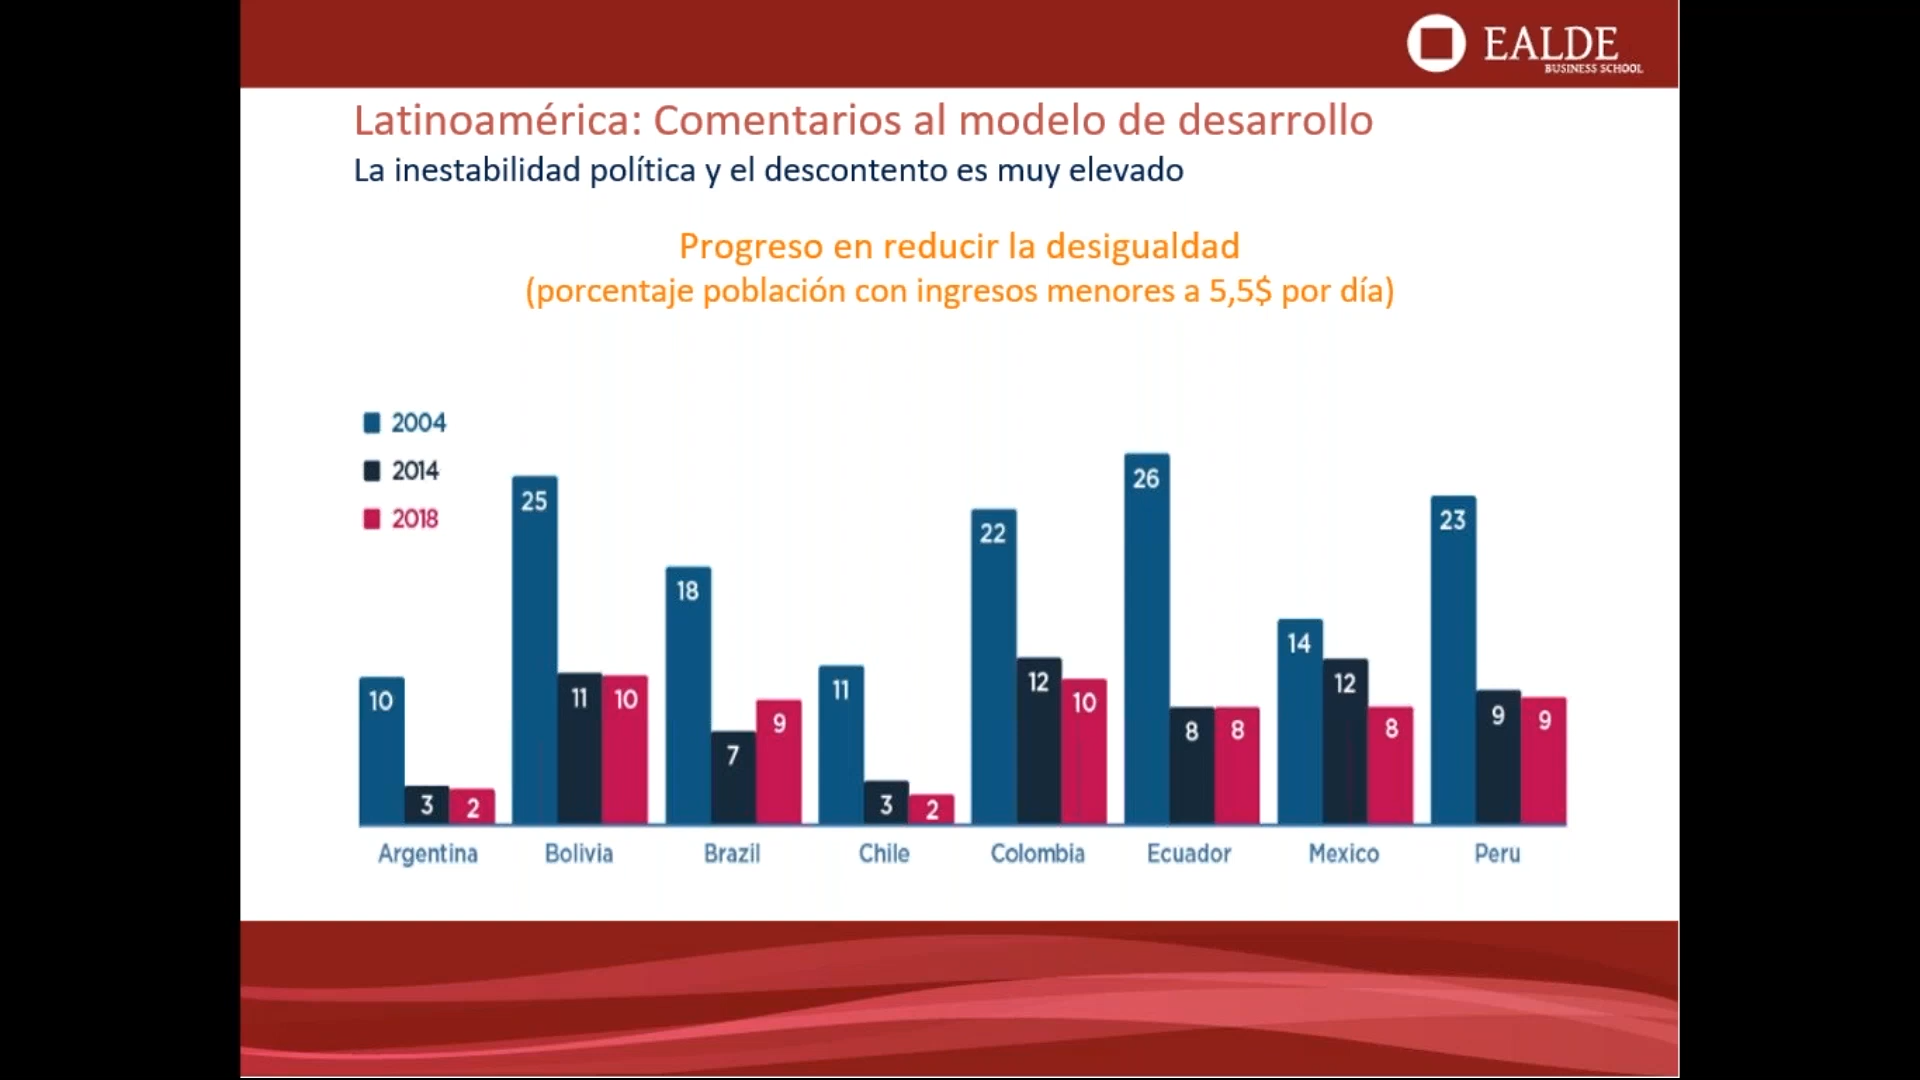 EALDE
BUSINESS SCHOOL
Latinoamérica: Comentarios al modelo de desarrollo
La inestabilidad política y el descontento es muy elevado
Progreso en reducir la desigualdad
(porcentaje población con ingresos menores a 5,5$ por día)
2004
2014
2018
10 3 2
25 11 10
18 7 9
11 3 2
22 12 10
26 8 8
14 12 8
23 9 9
Argentina Bolivia Brazil Chile Colombia Ecuador Mexico Peru